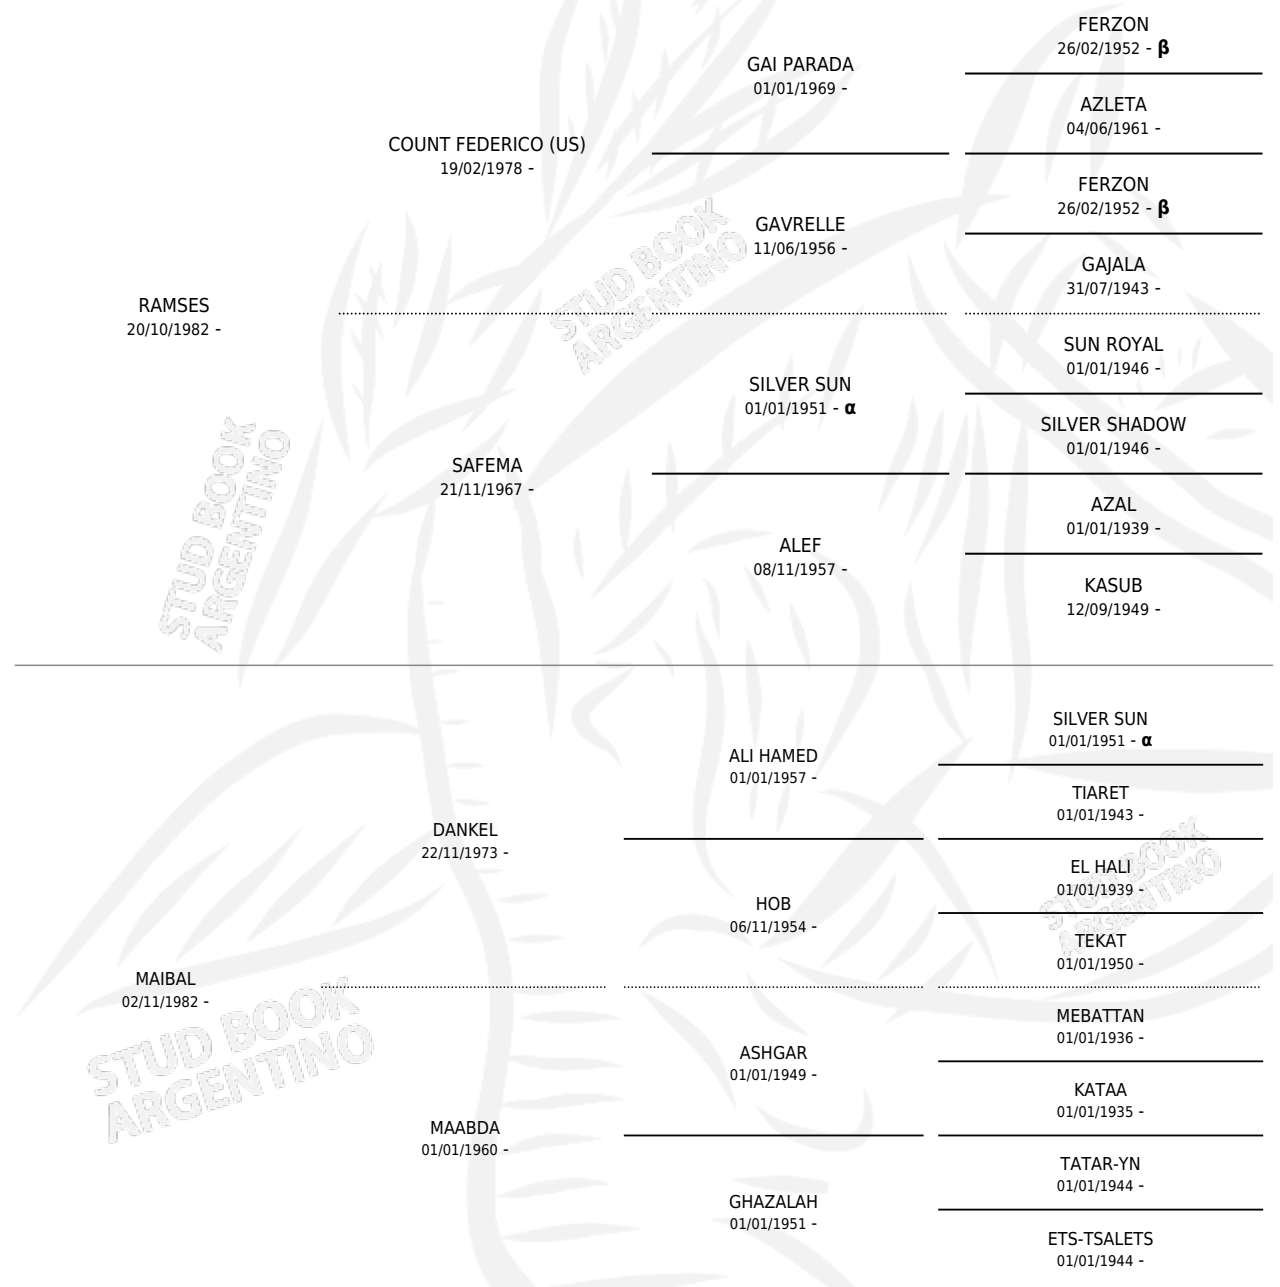 FERZON
26/02/1952 - β
GAI PARADA
01/01/1969 -
AZLETA
04/06/1961 -
COUNT FEDERICO (US)
19/02/1978 -
FERZON
26/02/1952 - β
GAVRELLE
11/06/1956 -
GAJALA
31/07/1943 -
RAMSES
20/10/1982 -
SUN ROYAL
01/01/1946 -
SILVER SUN
01/01/1951 - α
SILVER SHADOW
01/01/1946 -
SAFEMA
21/11/1967 -
AZAL
01/01/1939 -
ALEF
08/11/1957 -
KASUB
12/09/1949 -
STUD BOOK
ARGENTINO
STUD BOOK
ARGENTINO
SILVER SUN
01/01/1951 - α
ALI HAMED
01/01/1957 -
TIARET
01/01/1943 -
DANKEL
22/11/1973 -
EL HALI
01/01/1939 -
HOB
06/11/1954 -
TEKAT
01/01/1950 -
MAIBAL
02/11/1982 -
MEBATTAN
01/01/1936 -
ASHGAR
01/01/1949 -
KATAA
01/01/1935 -
MAABDA
01/01/1960 -
TATAR-YN
01/01/1944 -
GHAZALAH
01/01/1951 -
ETS-TSALETS
01/01/1944 -
STUD BOOK
ARGENTINO
STUD BOOK
ARGENTINO